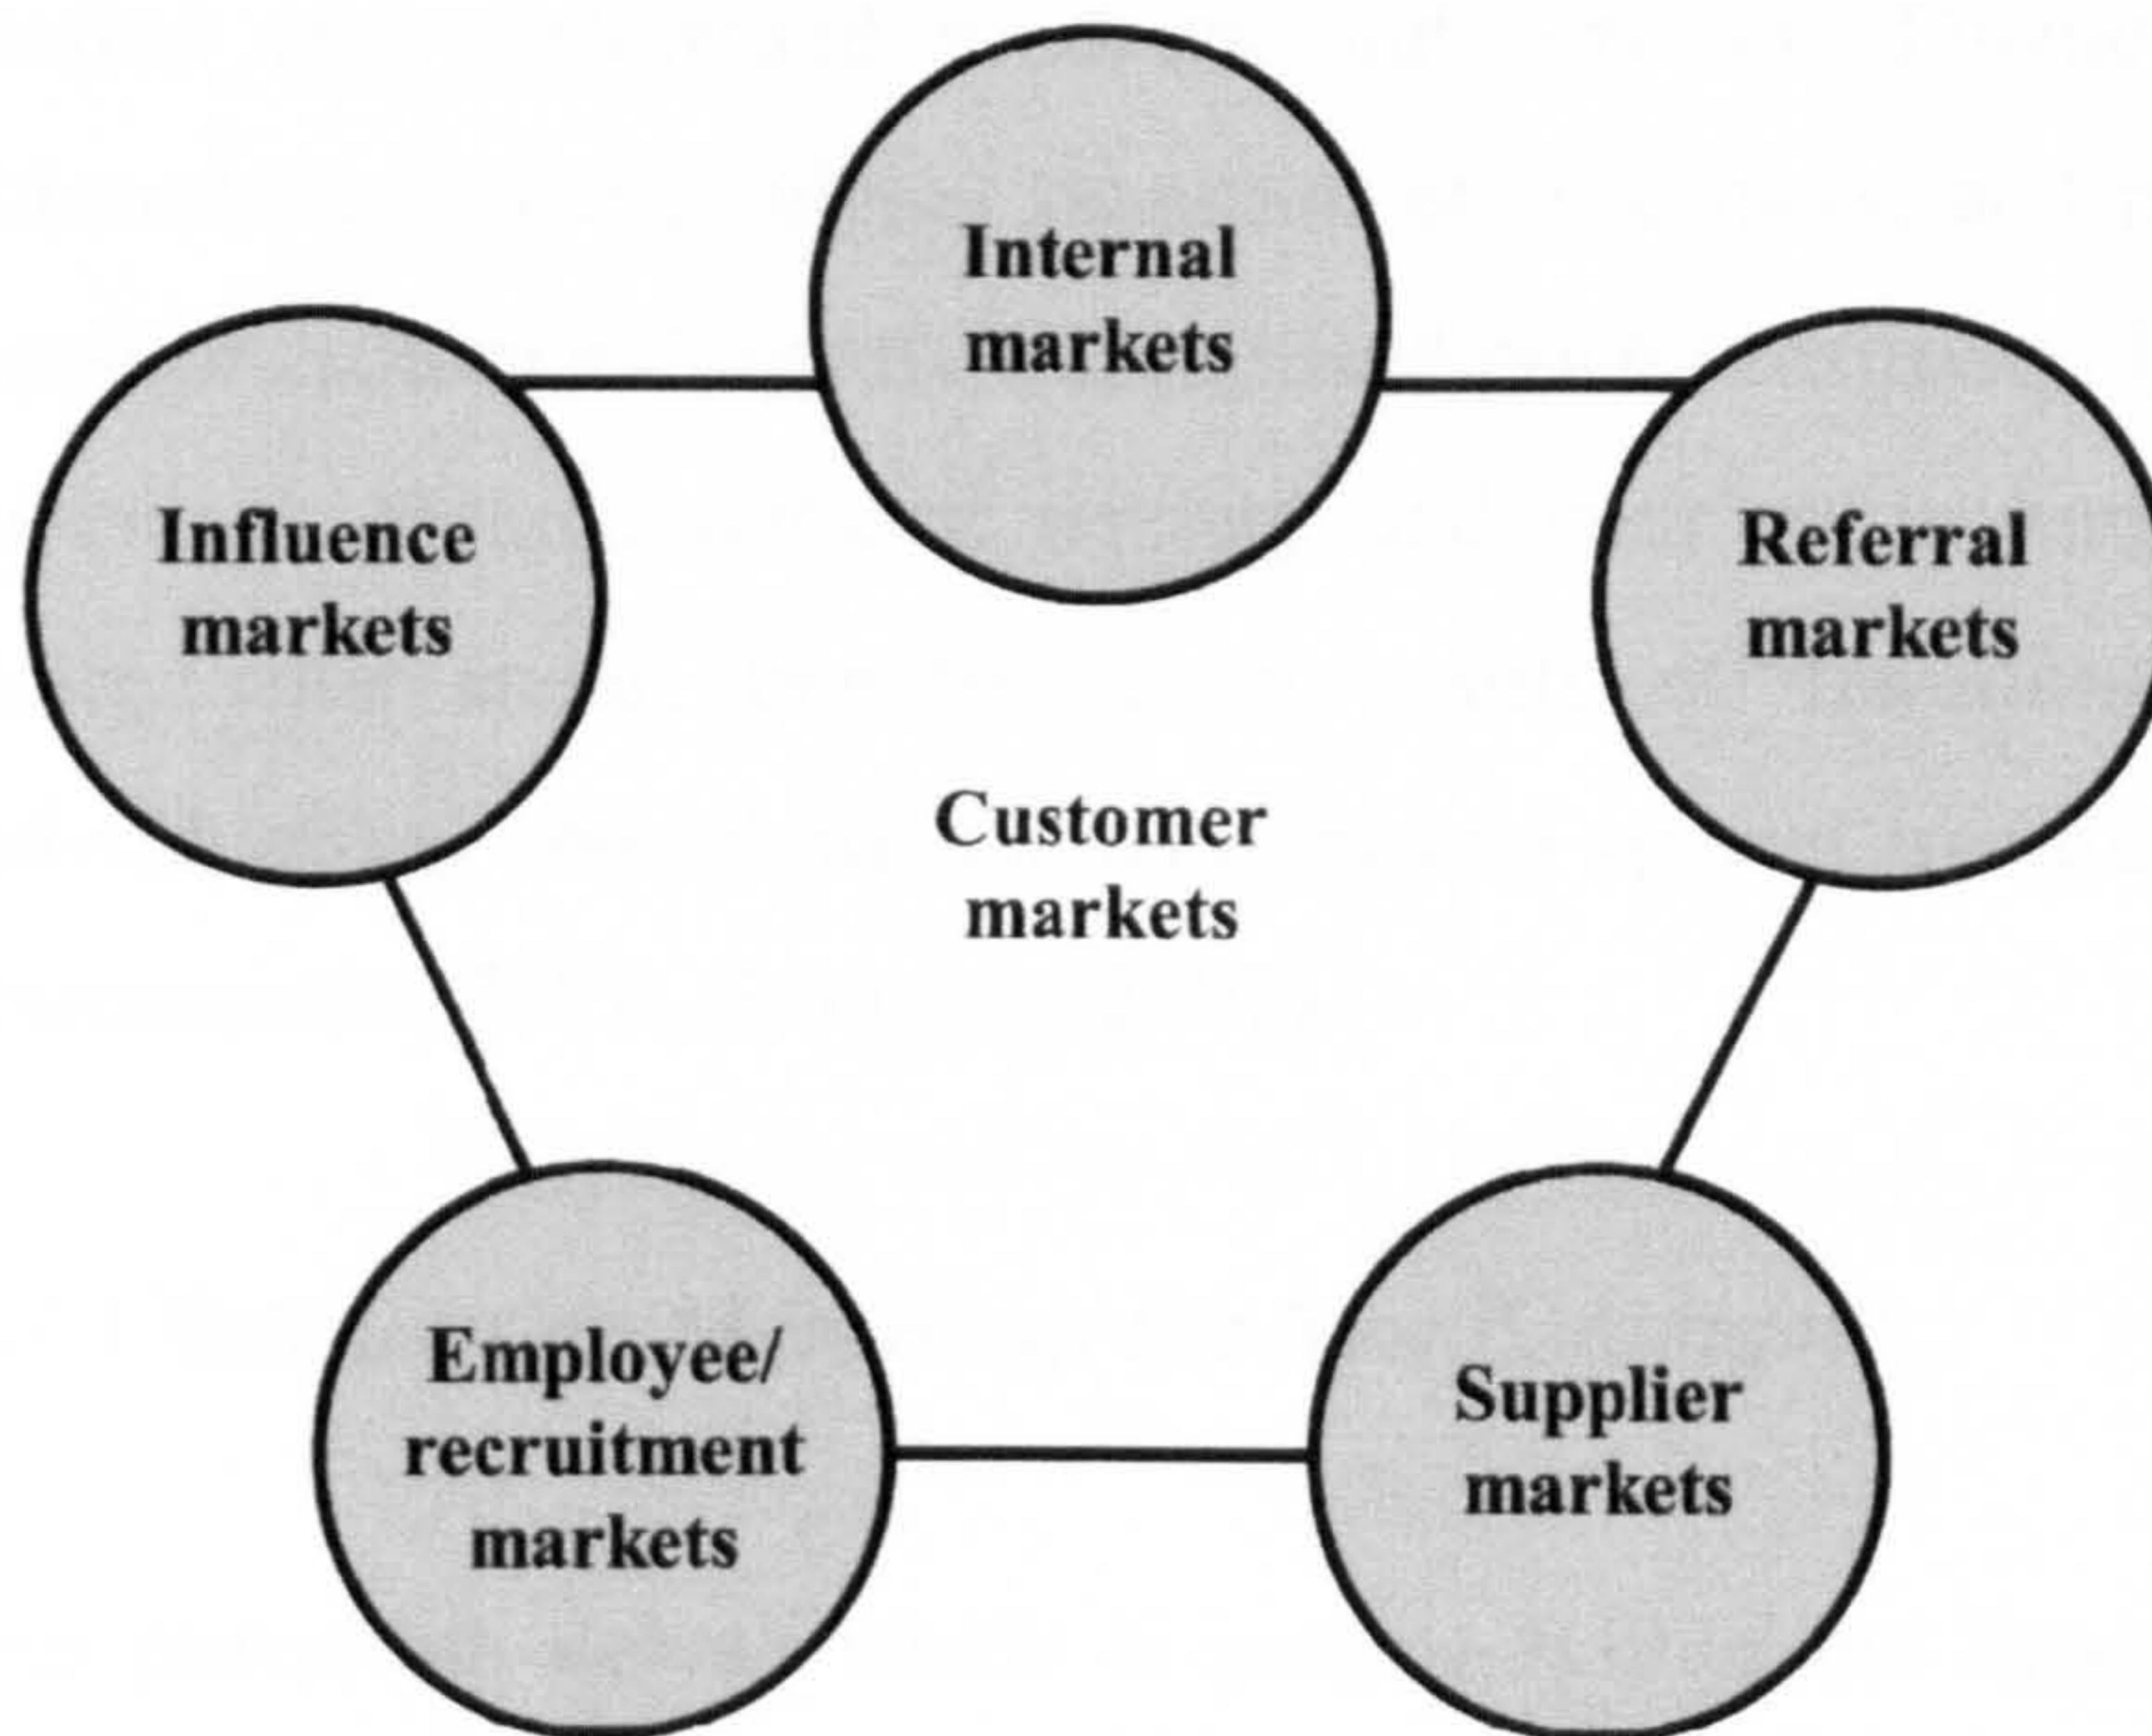 Internal
markets
Influence
markets
Referral
markets
Customer
markets
Employee/
recruitment
markets
Supplier
markets